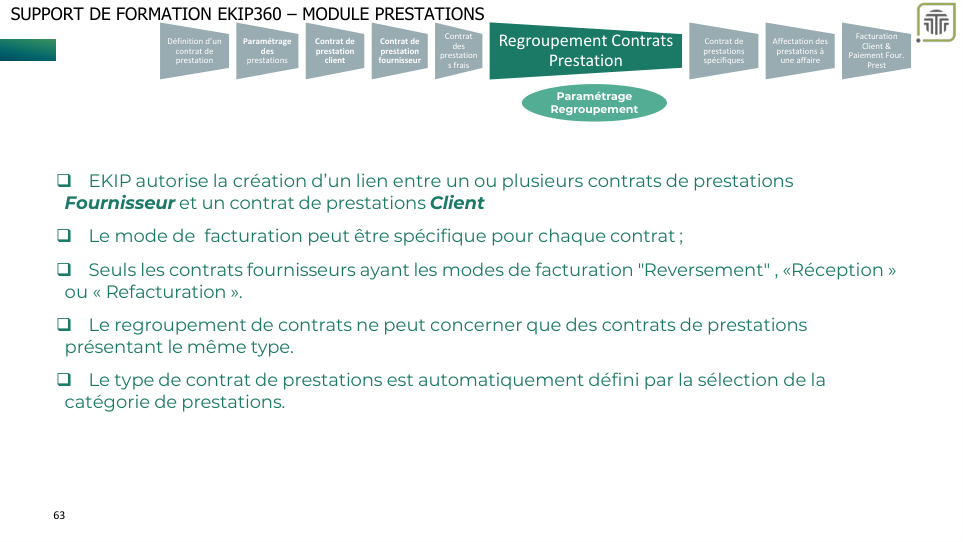 SUPPORT DE FORMATION EKIP360 – MODULE PRESTATIONS
Définition d'un
contrat de
prestation
Paramétrage
des
prestations
Contrat de
prestation
client
Contrat de
prestation
fournisseur
Contrat
des
prestation
s frais
Regroupement Contrats
Prestation
Contrat de
prestations
spécifiques
Affectation des
prestations à
une affaire
Facturation
Client &
Paiement Four.
Prest
Paramétrage
Regroupement
❑ EKIP autorise la création d'un lien entre un ou plusieurs contrats de prestations
Fournisseur et un contrat de prestations Client
❑ Le mode de facturation peut être spécifique pour chaque contrat ;
❑ Seuls les contrats fournisseurs ayant les modes de facturation "Reversement" , «Réception »
ou « Refacturation ».
❑ Le regroupement de contrats ne peut concerner que des contrats de prestations
présentant le même type.
❑ Le type de contrat de prestations est automatiquement défini par la sélection de la
catégorie de prestations.
63